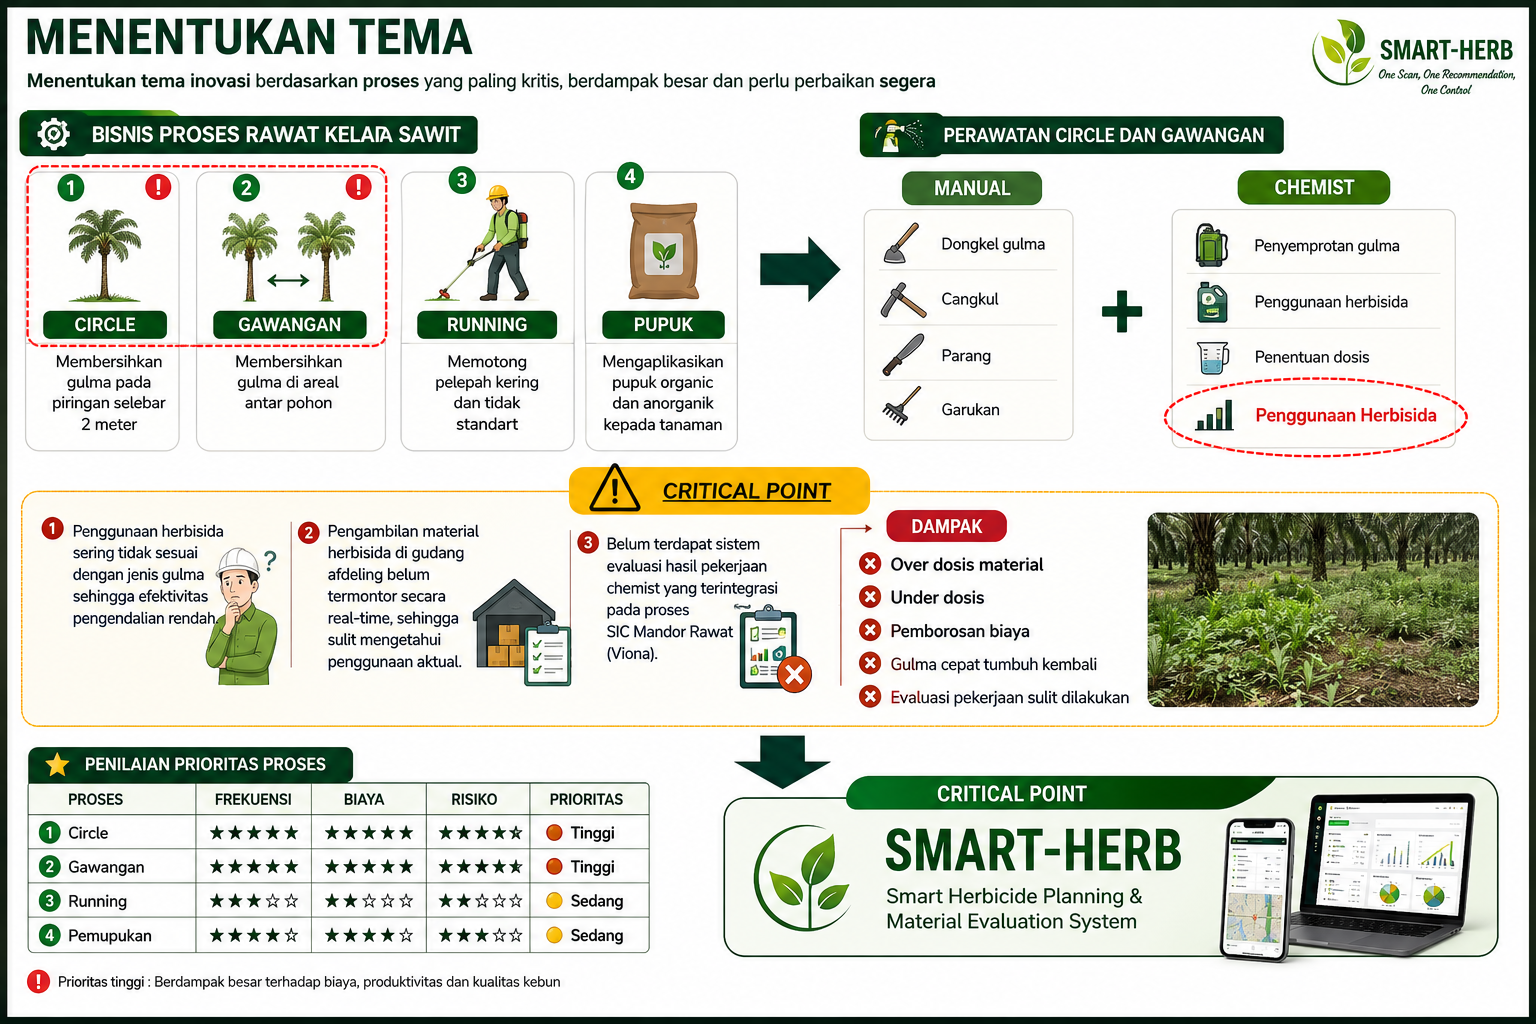 MENENTUKAN TEMA
Menentukan tema inovasi berdasarkan proses yang paling kritis, berdampak besar dan perlu perbaikan segera
SMART-HERB
One Scan, One Recommendation,
One Control
BISNIS PROSES RAWAT KELAPA SAWIT
1
!
2
!
3
4
CIRCLE
GAWANGAN
RUNNING
PUPUK
Membersihkan
gulma pada
piringan selebar
2 meter
Membersihkan
gulma di areal
antar pohon
Memotong
pelepah kering
dan tidak
standart
Mengaplikasikan
pupuk organic
dan anorganik
kepada tanaman
PERAWATAN CIRCLE DAN GAWANGAN
MANUAL
Dongkel gulma
Cangkul
Parang
Garukan
CHEMIST
Penyemprotan gulma
Penggunaan herbisida
Penentuan dosis
Penggunaan Herbisida
CRITICAL POINT
1 Penggunaan herbisida
sering tidak sesuai
dengan jenis gulma
sehingga efektivitas
pengendalian rendah.
?
2 Pengambilan material
herbisida di gudang
afdeling belum
termontor secara
real-time, sehingga
sulit mengetahui
penggunaan aktual.
3 Belum terdapat sistem
evaluasi hasil pekerjaan
chemist yang terintegrasi
pada proses
SIC Mandor Rawat
(Viona).
DAMPAK
Over dosis material
Under dosis
Pemborosan biaya
Gulma cepat tumbuh kembali
Evaluasi pekerjaan sulit dilakukan
PENILAIAN PRIORITAS PROSES
PROSES FREKUENSI BIAYA RISIKO PRIORITAS
1 Circle ★★★★★ ★★★★★ ★★★★⯪ Tinggi
2 Gawangan ★★★★★ ★★★★★ ★★★★⯪ Tinggi
3 Running ★★★☆☆ ★★☆☆☆ ★★☆☆☆ Sedang
4 Pemupukan ★★★★☆ ★★★★☆ ★★★☆☆ Sedang
! Prioritas tinggi : Berdampak besar terhadap biaya, produktivitas dan kualitas kebun
CRITICAL POINT
SMART-HERB
Smart Herbicide Planning &
Material Evaluation System